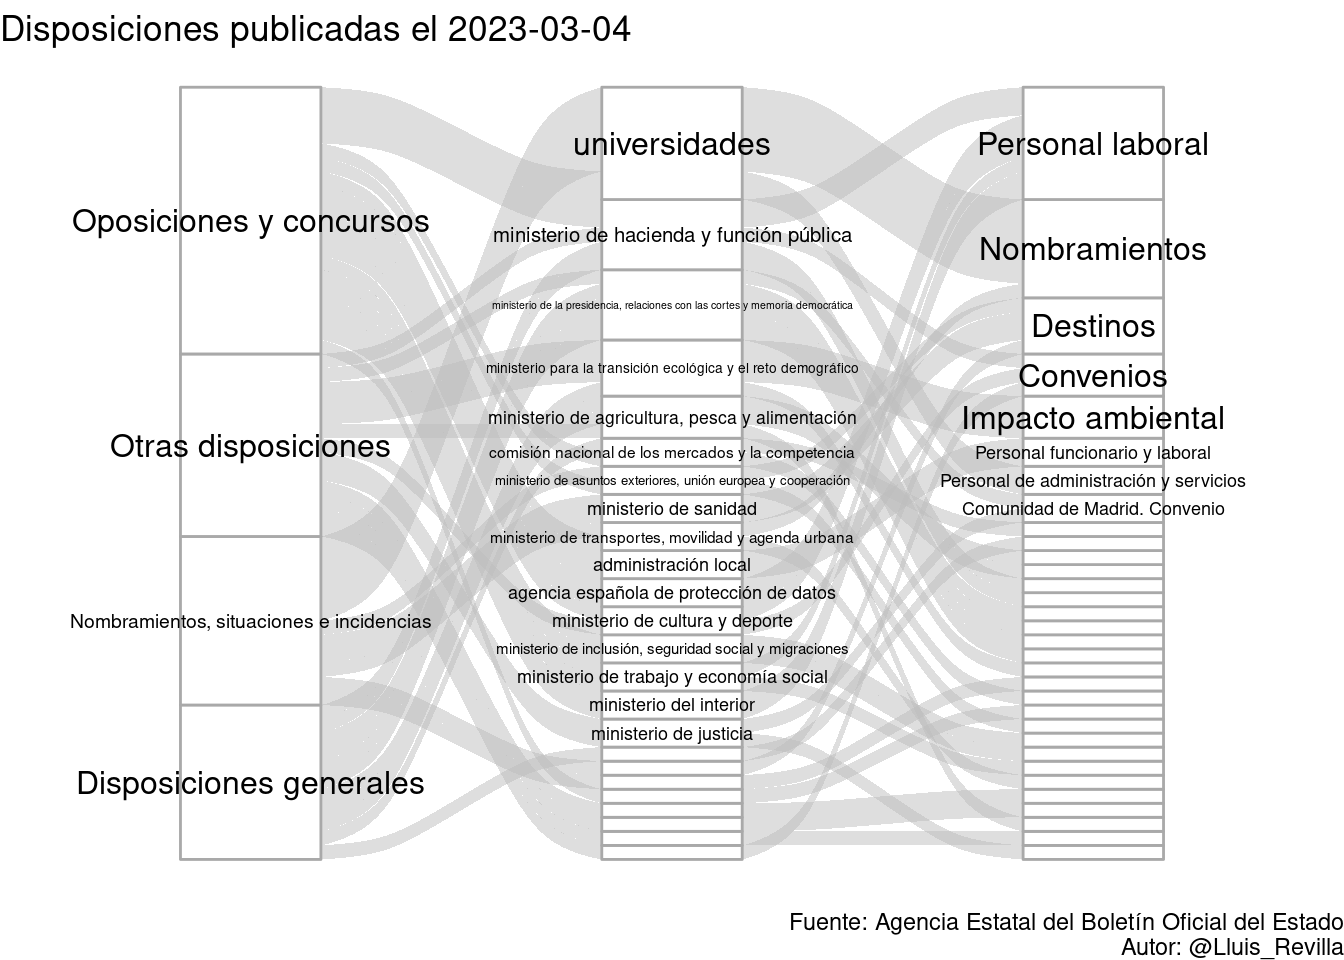 Disposiciones publicadas el 2023-03-04
Oposiciones y concursos
Otras disposiciones
Nombramientos, situaciones e incidencias
Disposiciones generales
universidades
ministerio de hacienda y función pública
ministerio de la presidencia, relaciones con las cortes y memoria democrática
ministerio para la transición ecológica y el reto demográfico
ministerio de agricultura, pesca y alimentación
comisión nacional de los mercados y la competencia
ministerio de asuntos exteriores, unión europea y cooperación
ministerio de sanidad
ministerio de transportes, movilidad y agenda urbana
administración local
agencia española de protección de datos
ministerio de cultura y deporte
ministerio de inclusión, seguridad social y migraciones
ministerio de trabajo y economía social
ministerio del interior
ministerio de justicia
Personal laboral
Nombramientos
Destinos
Convenios
Impacto ambiental
Personal funcionario y laboral
Personal de administración y servicios
Comunidad de Madrid. Convenio
Fuente: Agencia Estatal del Boletín Oficial del Estado
Autor: @Lluis_Revilla